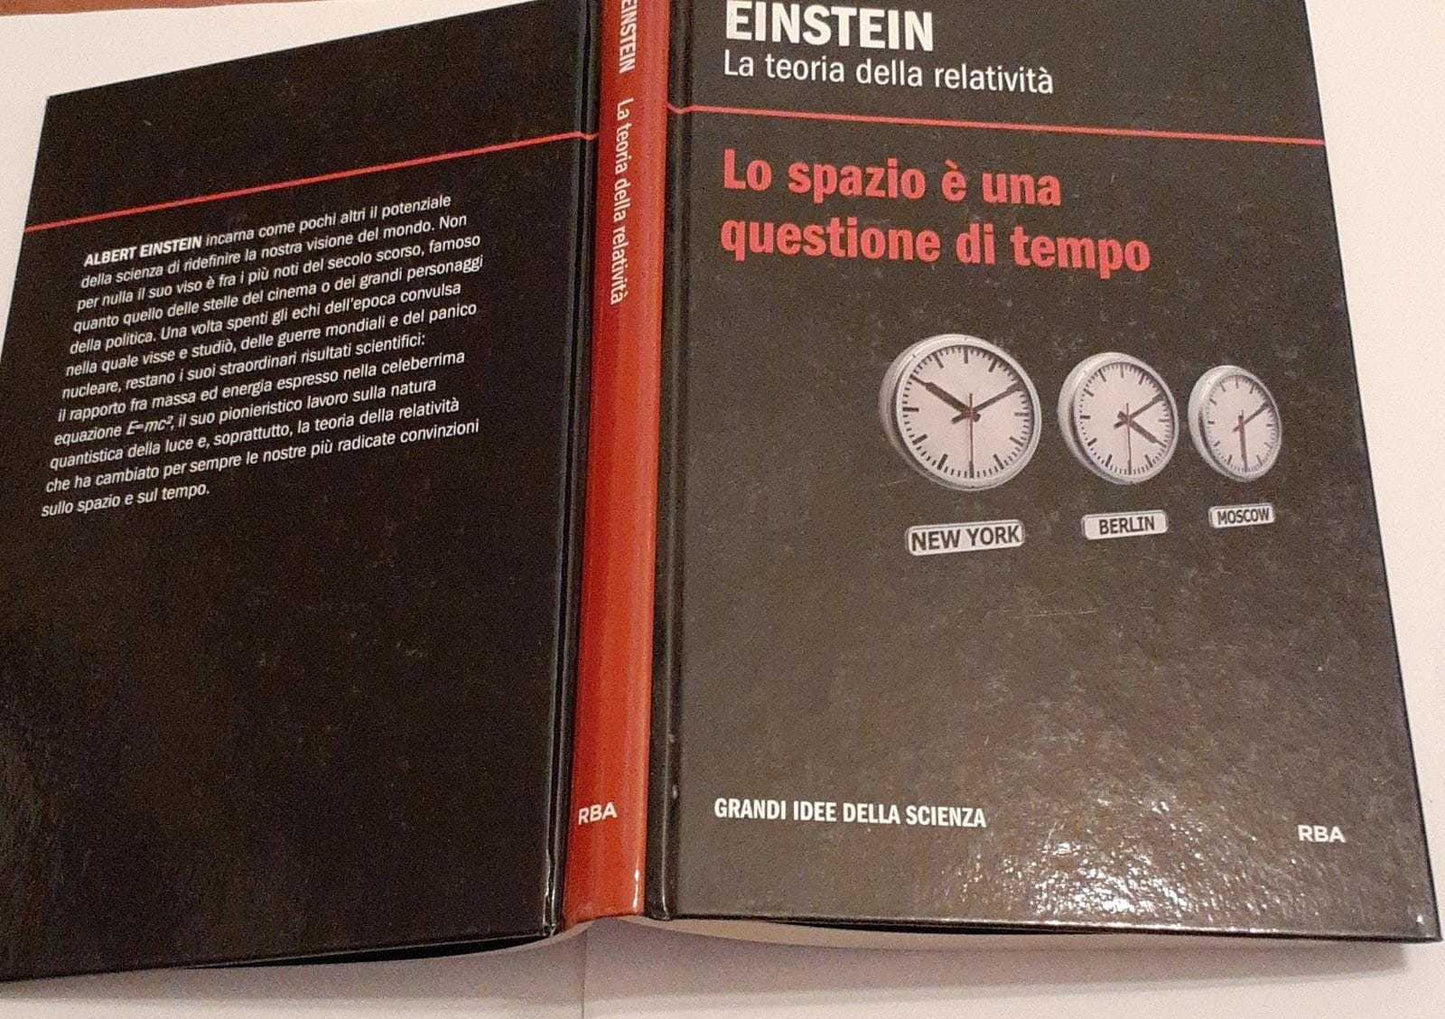 ALBERT EINSTEIN incarna come pochi altri il potenziale
della scienza di ridefinire la nostra visione del mondo. Non
per nulla il suo viso è fra i più noti del secolo scorso, famoso
quanto quello delle stelle del cinema o dei grandi personaggi
della politica. Una volta spenti gli echi dell'epoca convulsa
nella quale visse e studiò, delle guerre mondiali e del panico
nucleare, restano i suoi straordinari risultati scientifici:
il rapporto fra massa ed energia espresso nella celeberrima
equazione E=mc², il suo pionieristico lavoro sulla natura
quantistica della luce e, soprattutto, la teoria della relatività
che ha cambiato per sempre le nostre più radicate convinzioni
sullo spazio e sul tempo.
EINSTEIN La teoria della relatività
RBA
EINSTEIN
La teoria della relatività
Lo spazio è una
questione di tempo
NEW YORK
BERLIN
MOSCOW
GRANDI IDEE DELLA SCIENZA
RBA